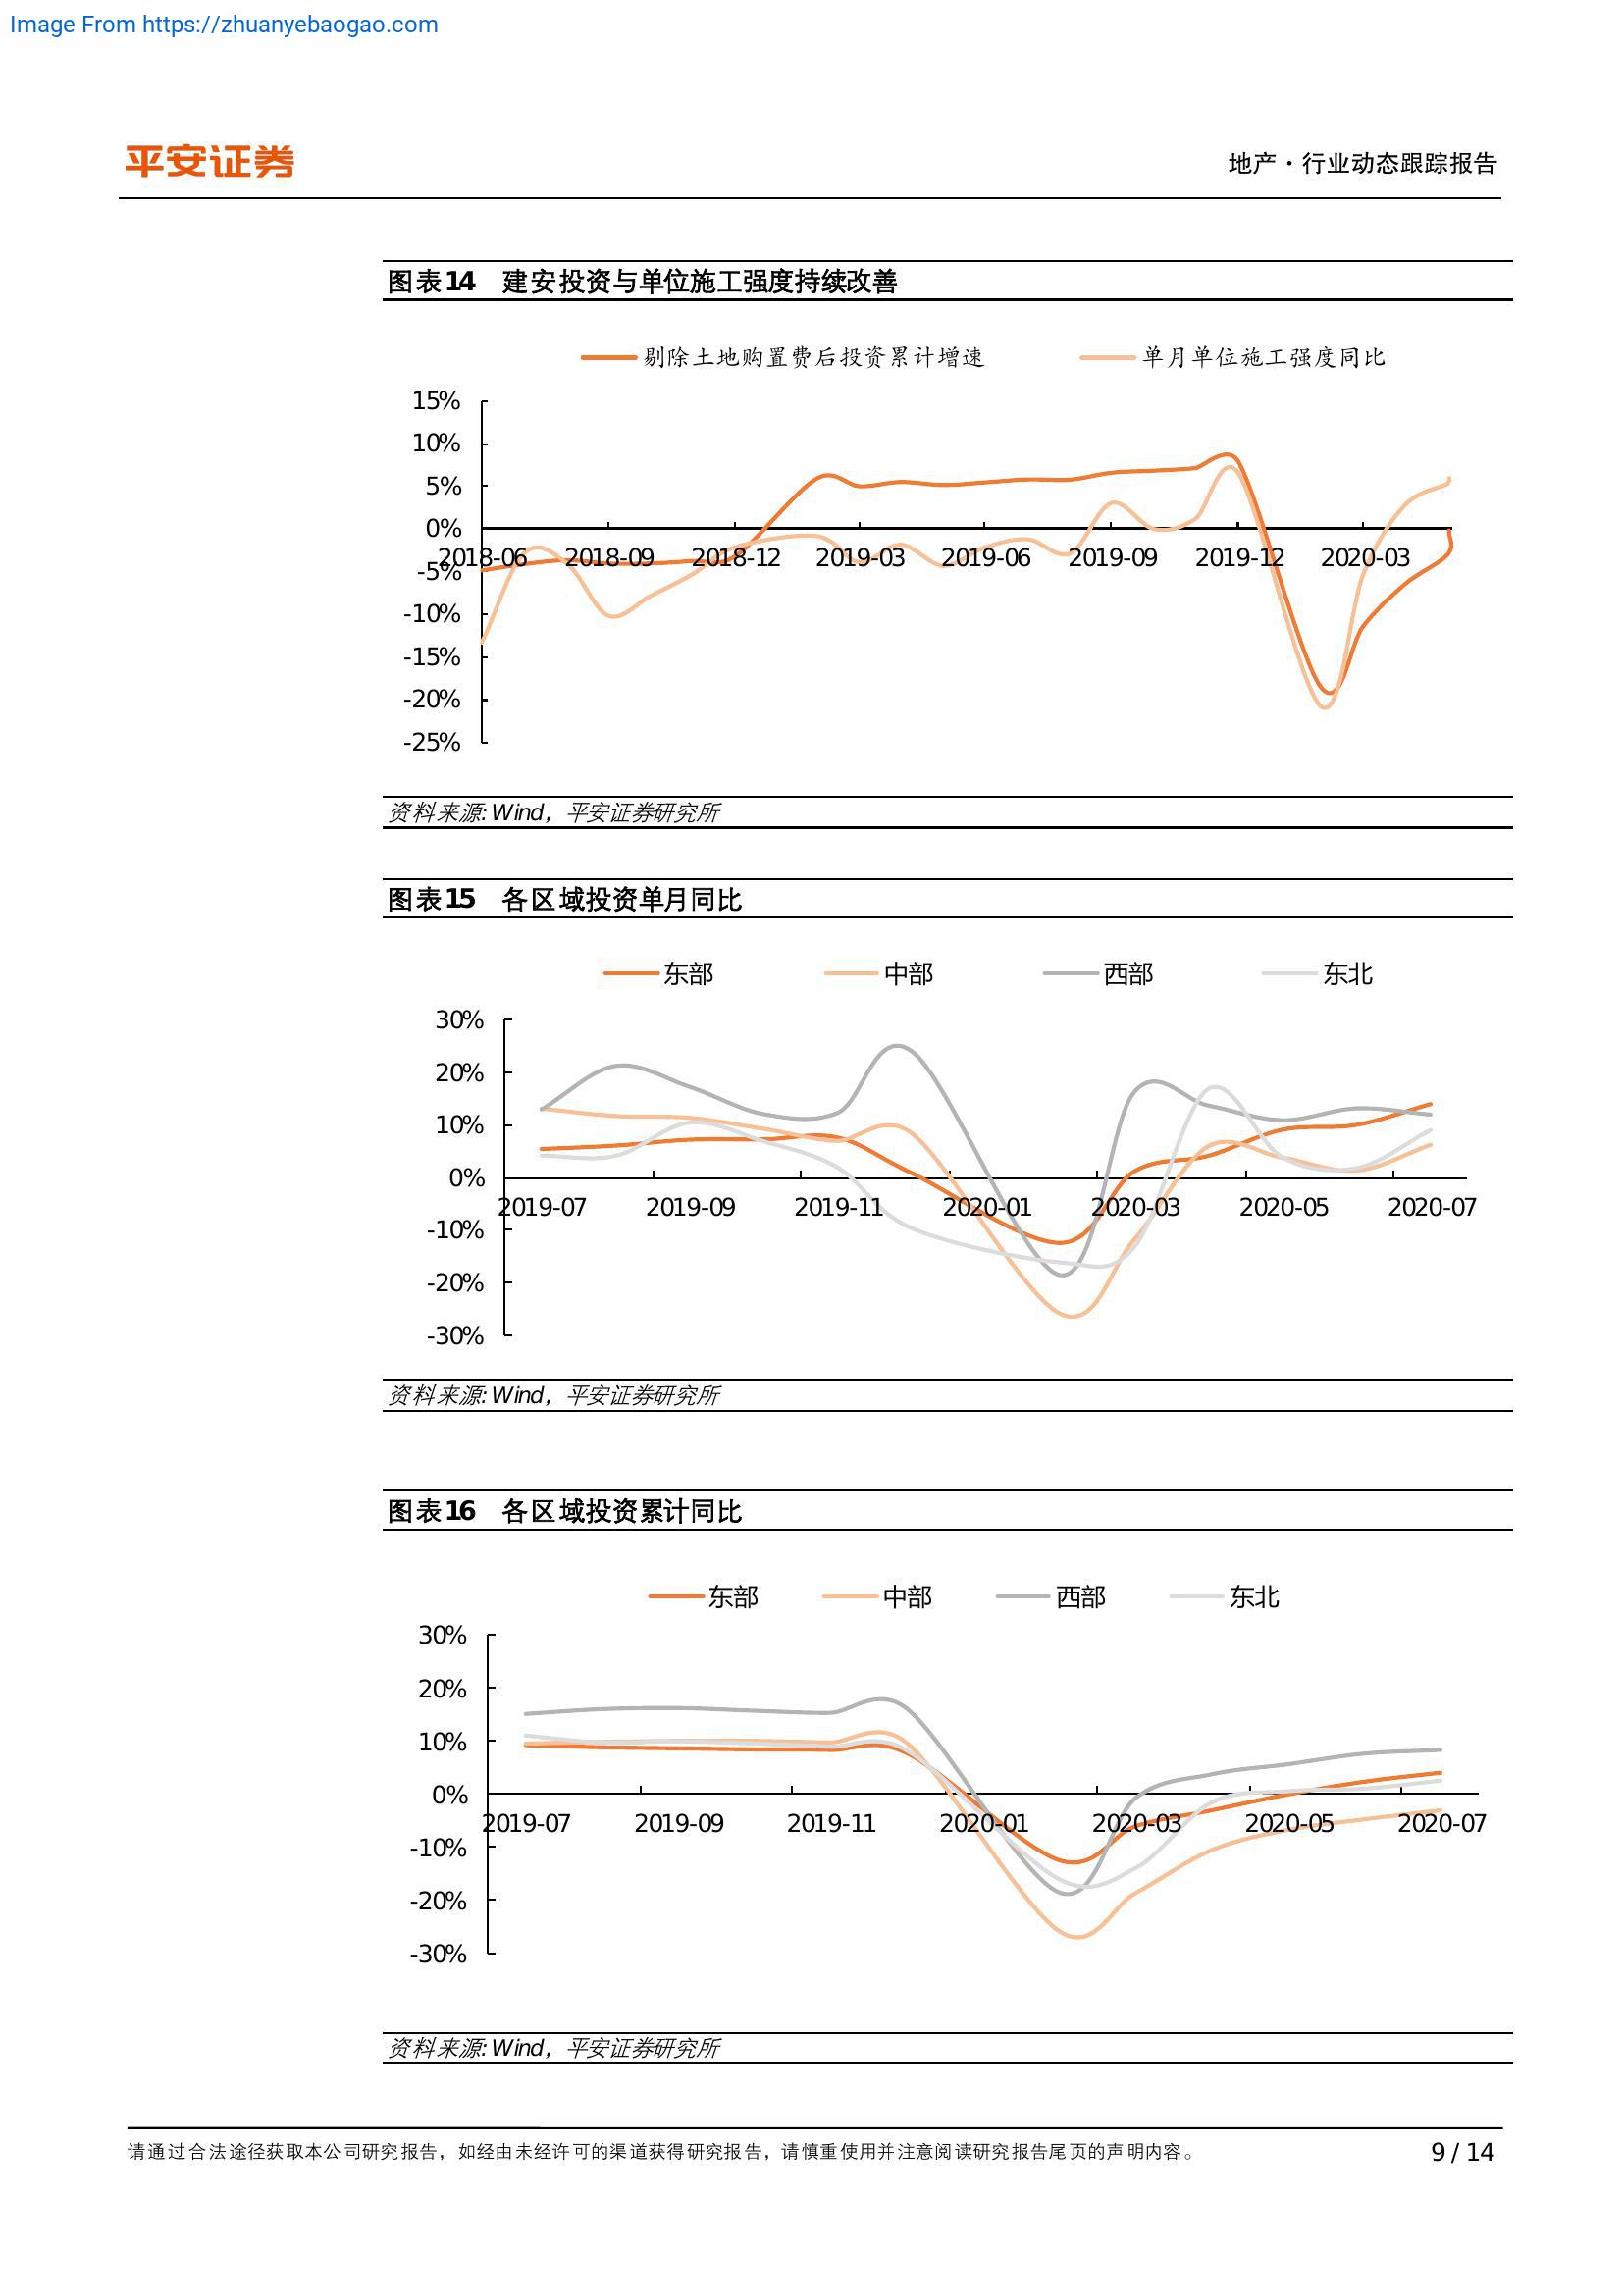 Image From https://zhuanyebaogao.com
平安证券
地产·行业动态跟踪报告
图表14 建安投资与单位施工强度持续改善
剔除土地购置费后投资累计增速 单月单位施工强度同比
15%
10%
5%
0%
2018-06 2018-09 2018-12 2019-03 2019-06 2019-09 2019-12 2020-03
-5%
-10%
-15%
-20%
-25%
资料来源:Wind，平安证券研究所
图表15 各区域投资单月同比
东部 中部 西部 东北
30%
20%
10%
0%
2019-07 2019-09 2019-11 2020-01 2020-03 2020-05 2020-07
-10%
-20%
-30%
资料来源:Wind，平安证券研究所
图表16 各区域投资累计同比
东部 中部 西部 东北
30%
20%
10%
0%
2019-07 2019-09 2019-11 2020-01 2020-03 2020-05 2020-07
-10%
-20%
-30%
资料来源:Wind，平安证券研究所
请通过合法途径获取本公司研究报告，如经由未经许可的渠道获得研究报告，请慎重使用并注意阅读研究报告尾页的声明内容。
9 / 14